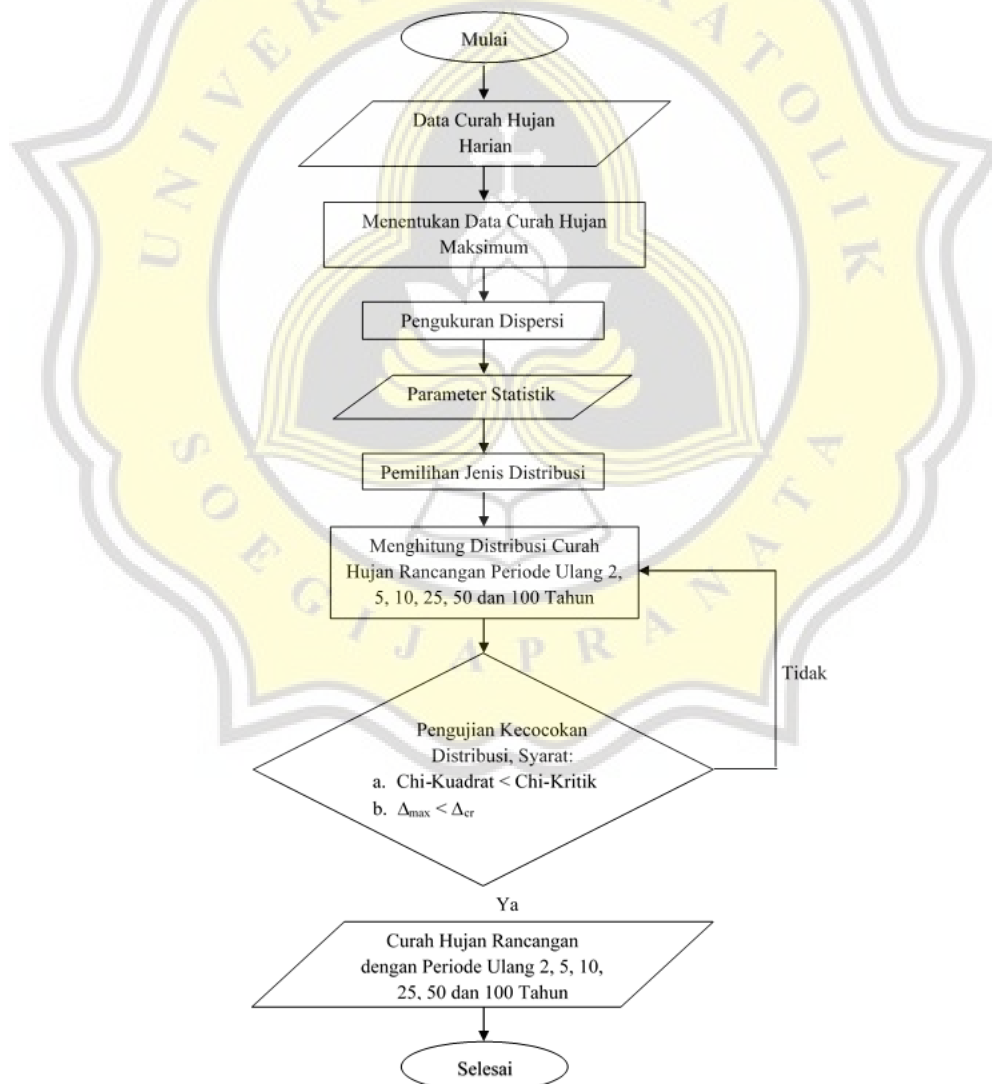 UNIVERSITAS KATOLIK
SOEGIJAPRANATA
Mulai
Data Curah Hujan
Harian
Menentukan Data Curah Hujan
Maksimum
Pengukuran Dispersi
Parameter Statistik
Pemilihan Jenis Distribusi
Menghitung Distribusi Curah
Hujan Rancangan Periode Ulang 2,
5, 10, 25, 50 dan 100 Tahun
Tidak
Pengujian Kecocokan
Distribusi, Syarat:
a. Chi-Kuadrat < Chi-Kritik
b. Δmax < Δcr
Ya
Curah Hujan Rancangan
dengan Periode Ulang 2, 5, 10,
25, 50 dan 100 Tahun
Selesai